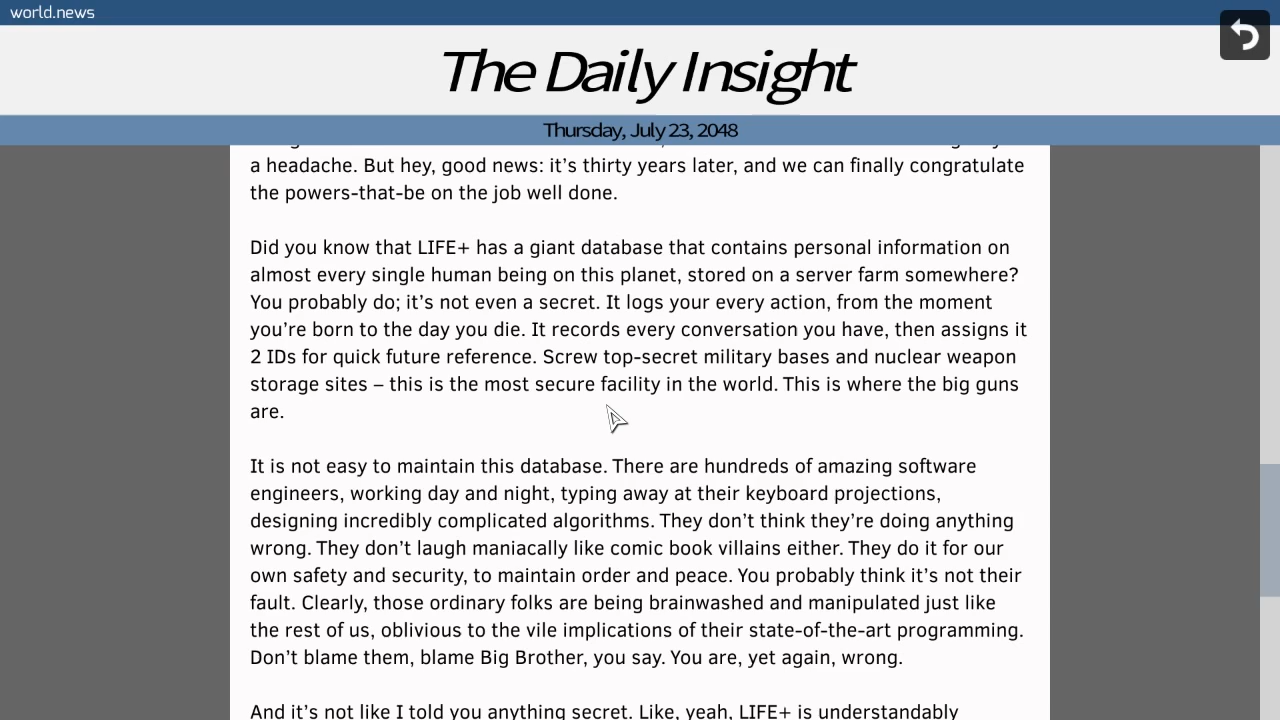 world.news
The Daily Insight
Thursday, July 23, 2048
a headache. But hey, good news: it’s thirty years later, and we can finally congratulate
the powers-that-be on the job well done.
Did you know that LIFE+ has a giant database that contains personal information on
almost every single human being on this planet, stored on a server farm somewhere?
You probably do; it’s not even a secret. It logs your every action, from the moment
you’re born to the day you die. It records every conversation you have, then assigns it
2 IDs for quick future reference. Screw top-secret military bases and nuclear weapon
storage sites – this is the most secure facility in the world. This is where the big guns
are.
It is not easy to maintain this database. There are hundreds of amazing software
engineers, working day and night, typing away at their keyboard projections,
designing incredibly complicated algorithms. They don’t think they’re doing anything
wrong. They don’t laugh maniacally like comic book villains either. They do it for our
own safety and security, to maintain order and peace. You probably think it’s not their
fault. Clearly, those ordinary folks are being brainwashed and manipulated just like
the rest of us, oblivious to the vile implications of their state-of-the-art programming.
Don’t blame them, blame Big Brother, you say. You are, yet again, wrong.
And it’s not like I told you anything secret. Like, yeah, LIFE+ is understandably